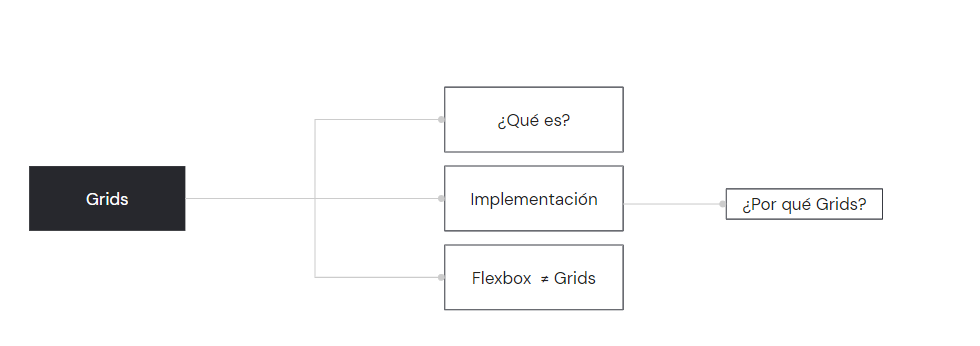 Grids
¿Qué es?
Implementación
Flexbox ≠ Grids
¿Por qué Grids?